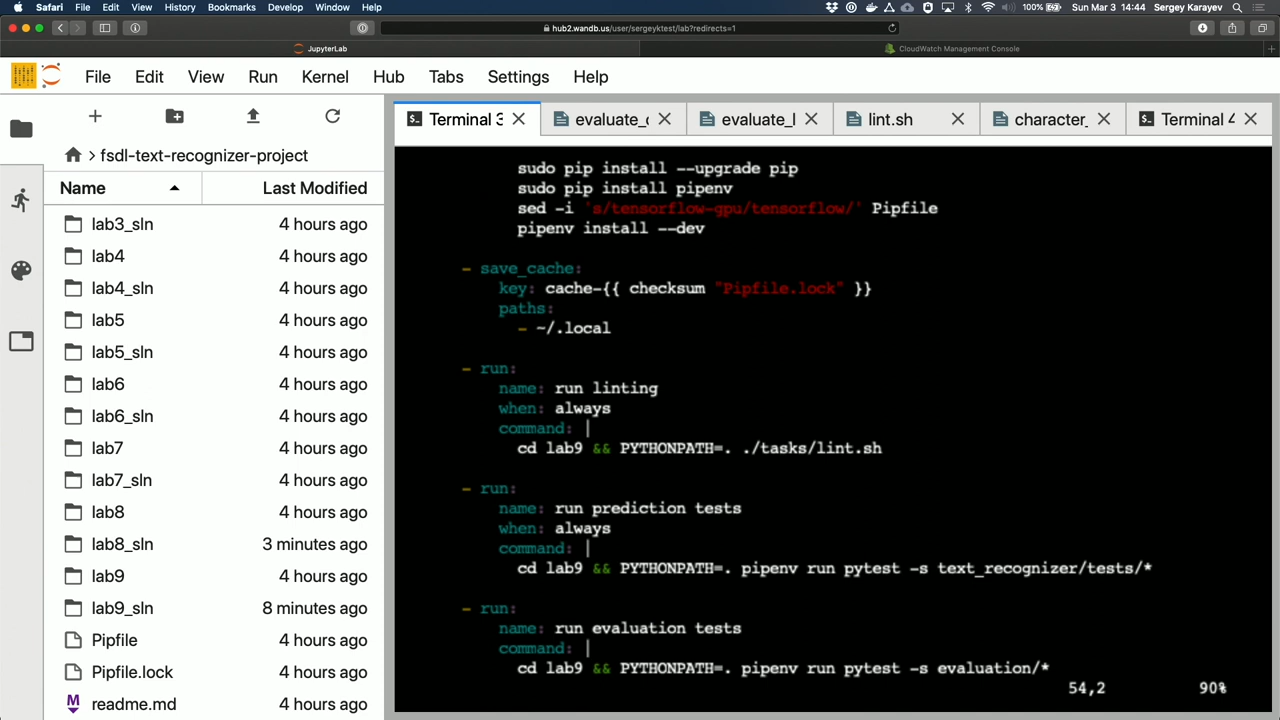 Safari File Edit View History Bookmarks Develop Window Help
100% Sun Mar 3 14:44 Sergey Karayev
hub2.wandb.us/user/sergeyktest/lab?redirects=1
JupyterLab
CloudWatch Management Console
File Edit View Run Kernel Hub Tabs Settings Help
Terminal 3
evaluate_c
evaluate_l
lint.sh
character_
Terminal 4
> fsdl-text-recognizer-project
Name Last Modified
lab3_sln 4 hours ago
lab4 4 hours ago
lab4_sln 4 hours ago
lab5 4 hours ago
lab5_sln 4 hours ago
lab6 4 hours ago
lab6_sln 4 hours ago
lab7 4 hours ago
lab7_sln 4 hours ago
lab8 4 hours ago
lab8_sln 3 minutes ago
lab9 4 hours ago
lab9_sln 8 minutes ago
Pipfile 4 hours ago
Pipfile.lock 4 hours ago
readme.md 4 hours ago
sudo pip install --upgrade pip
sudo pip install pipenv
sed -i 's/tensorflow-gpu/tensorflow/' Pipfile
pipenv install --dev
- save_cache:
key: cache-{{ checksum "Pipfile.lock" }}
paths:
- ~/.local
- run:
name: run linting
when: always
command: |
cd lab9 && PYTHONPATH=. ./tasks/lint.sh
- run:
name: run prediction tests
when: always
command: |
cd lab9 && PYTHONPATH=. pipenv run pytest -s text_recognizer/tests/*
- run:
name: run evaluation tests
command: |
cd lab9 && PYTHONPATH=. pipenv run pytest -s evaluation/*
54,2 90%